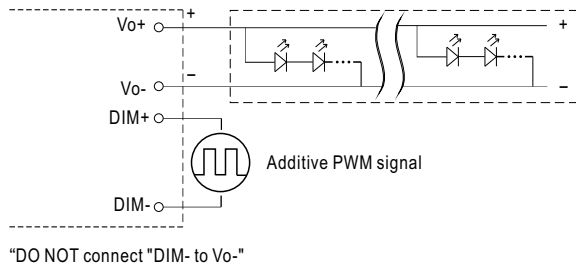 Vo+ + +
Vo- − −
DIM+
Additive PWM signal
DIM-
“DO NOT connect "DIM- to Vo-"